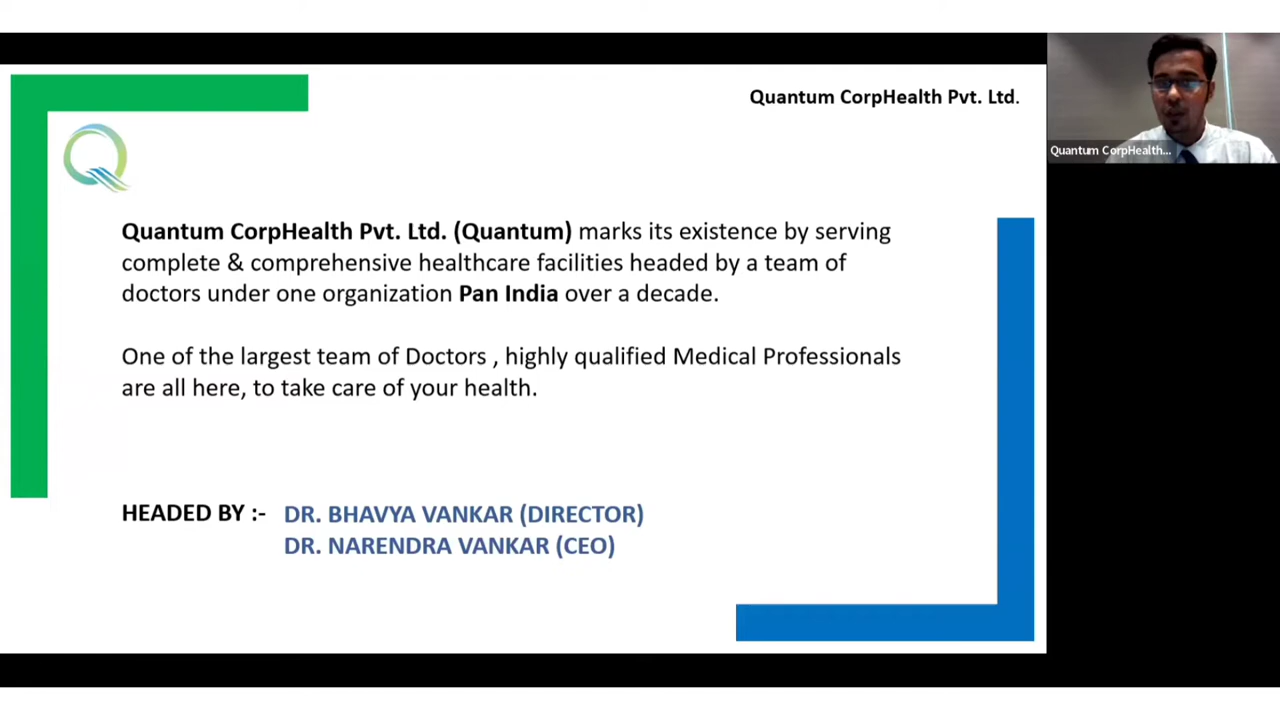 Quantum CorpHealth Pvt. Ltd.
Quantum CorpHealth...
Quantum CorpHealth Pvt. Ltd. (Quantum) marks its existence by serving
complete & comprehensive healthcare facilities headed by a team of
doctors under one organization Pan India over a decade.
One of the largest team of Doctors , highly qualified Medical Professionals
are all here, to take care of your health.
HEADED BY :- DR. BHAVYA VANKAR (DIRECTOR)
DR. NARENDRA VANKAR (CEO)